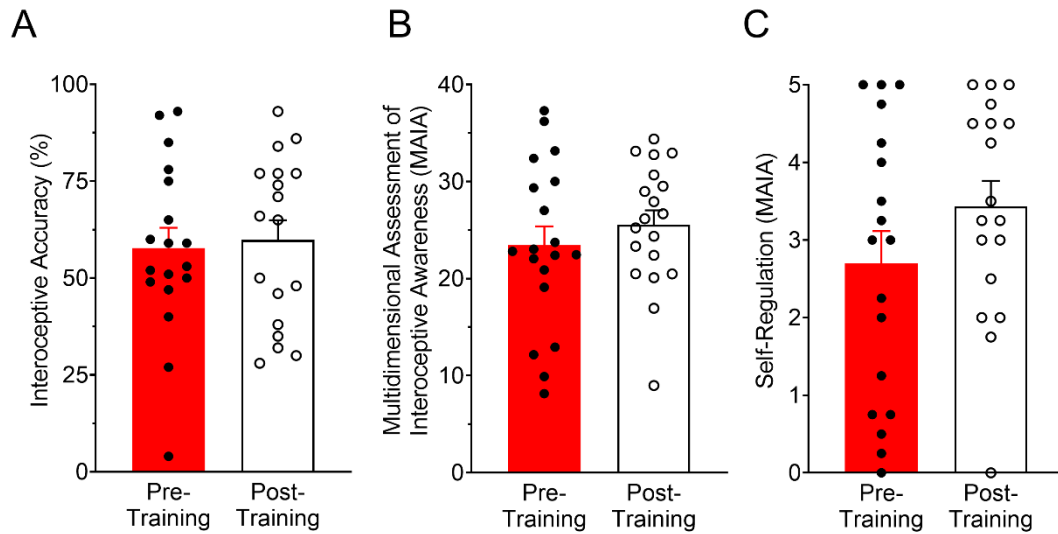 A
Interoceptive Accuracy (%)
100
75
50
25
0
Pre-
Training
Post-
Training
B
Multidimensional Assessment of
Interoceptive Awareness (MAIA)
40
30
20
10
0
Pre-
Training
Post-
Training
C
Self-Regulation (MAIA)
5
4
3
2
1
0
Pre-
Training
Post-
Training